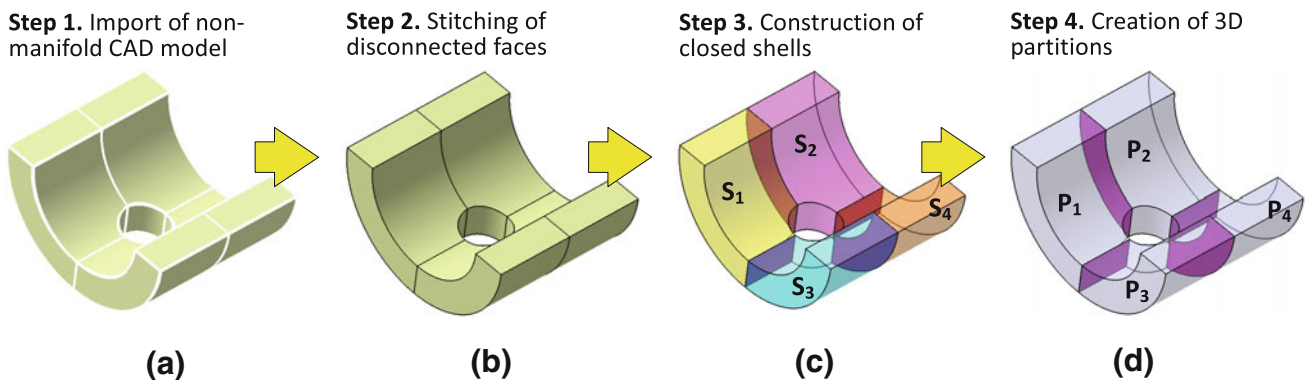 Step 1. Import of non-
manifold CAD model
Step 2. Stitching of
disconnected faces
Step 3. Construction of
closed shells
Step 4. Creation of 3D
partitions
S1
S2
S3
S4
P1
P2
P3
P4
(a)
(b)
(c)
(d)